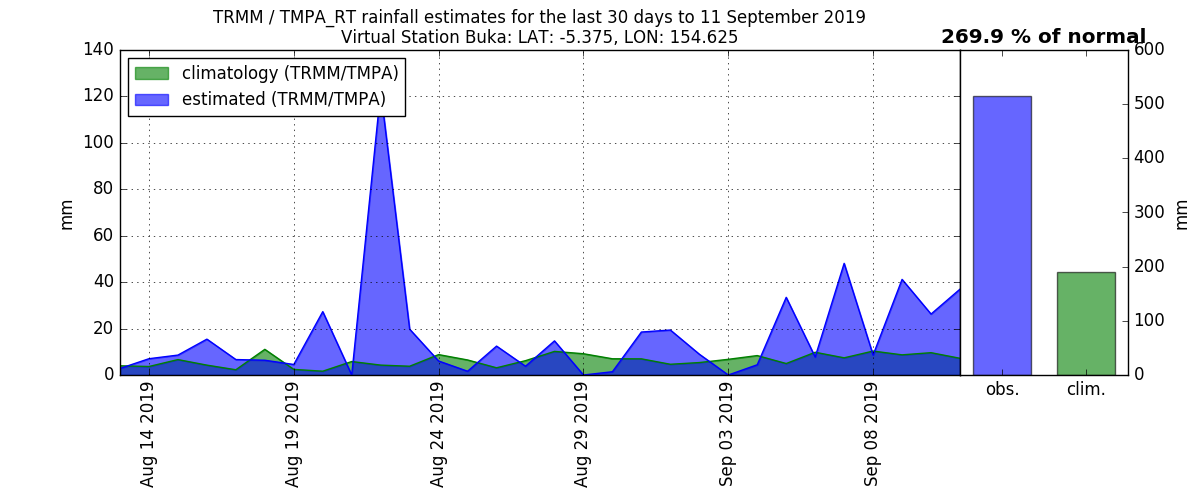 TRMM / TMPA_RT rainfall estimates for the last 30 days to 11 September 2019
Virtual Station Buka: LAT: -5.375, LON: 154.625
269.9 % of normal
climatology (TRMM/TMPA)
estimated (TRMM/TMPA)
140
120
100
80
60
40
20
0
mm
Aug 14 2019
Aug 19 2019
Aug 24 2019
Aug 29 2019
Sep 03 2019
Sep 08 2019
600
500
400
300
200
100
0
mm
obs.
clim.